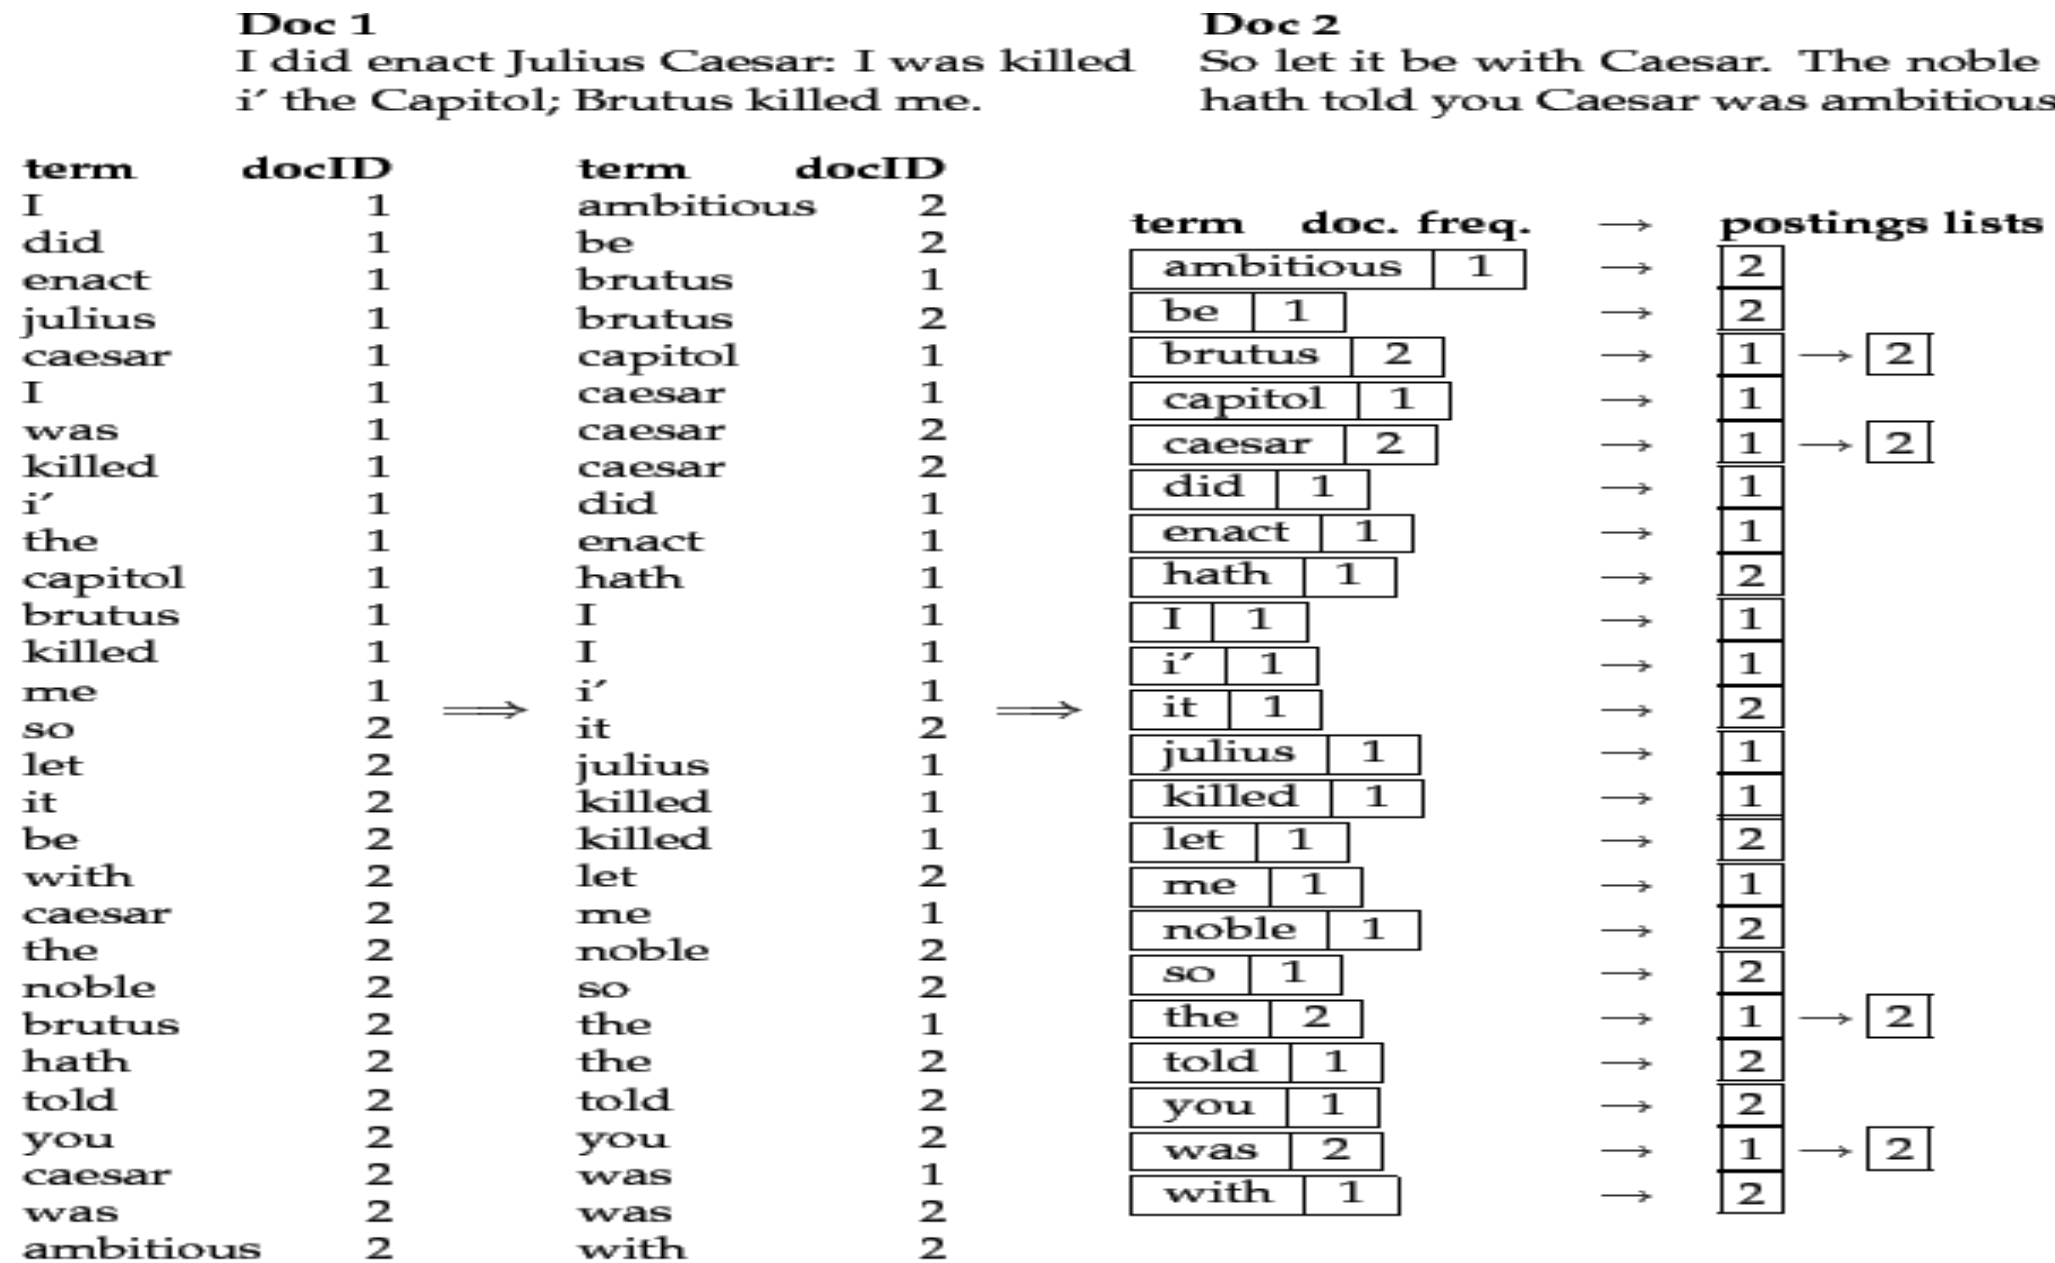 Doc 1
I did enact Julius Caesar: I was killed
i′ the Capitol; Brutus killed me.
Doc 2
So let it be with Caesar. The noble
hath told you Caesar was ambitious
term docID
I 1
did 1
enact 1
julius 1
caesar 1
I 1
was 1
killed 1
i′ 1
the 1
capitol 1
brutus 1
killed 1
me 1
so 2
let 2
it 2
be 2
with 2
caesar 2
the 2
noble 2
brutus 2
hath 2
told 2
you 2
caesar 2
was 2
ambitious 2
⟹
term docID
ambitious 2
be 2
brutus 1
brutus 2
capitol 1
caesar 1
caesar 2
caesar 2
did 1
enact 1
hath 1
I 1
I 1
i′ 1
it 2
julius 1
killed 1
killed 1
let 2
me 1
noble 2
so 2
the 1
the 2
told 2
you 2
was 1
was 2
with 2
⟹
term doc. freq. → postings lists
ambitious 1 → 2
be 1 → 2
brutus 2 → 1 → 2
capitol 1 → 1
caesar 2 → 1 → 2
did 1 → 1
enact 1 → 1
hath 1 → 2
I 1 → 1
i′ 1 → 1
it 1 → 2
julius 1 → 1
killed 1 → 1
let 1 → 2
me 1 → 1
noble 1 → 2
so 1 → 2
the 2 → 1 → 2
told 1 → 2
you 1 → 2
was 2 → 1 → 2
with 1 → 2